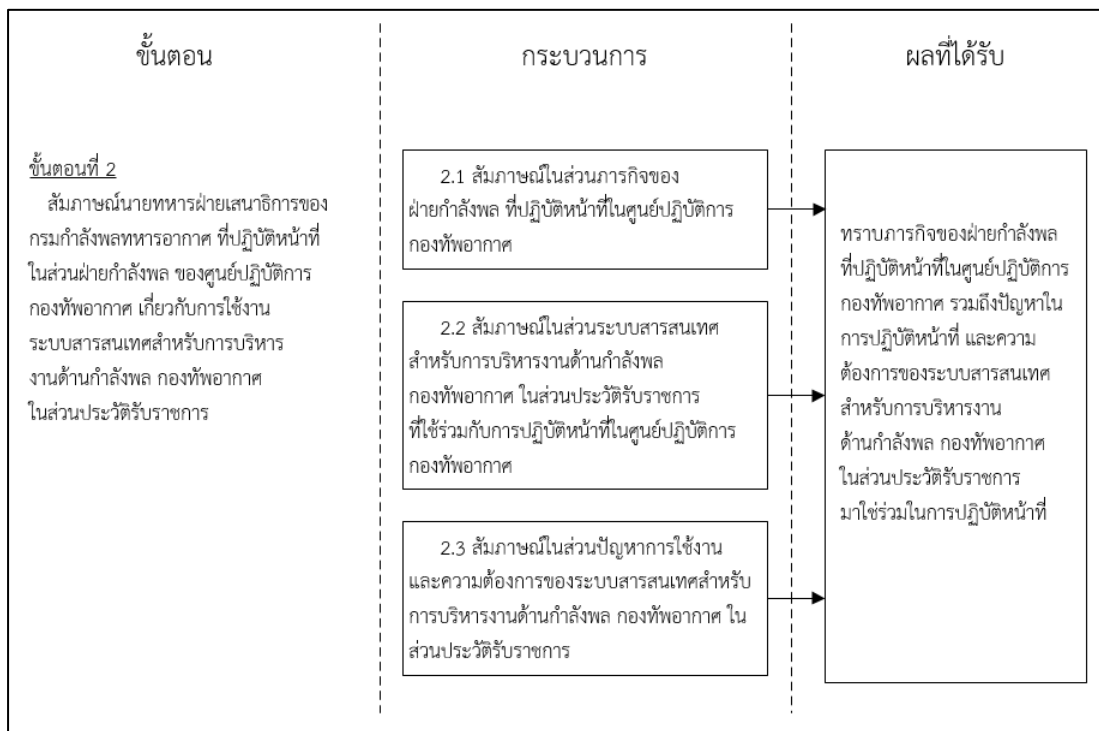 ขั้นตอน
กระบวนการ
ผลที่ได้รับ
ขั้นตอนที่ 2
สัมภาษณ์นายทหารฝ่ายเสนาธิการของ
กรมกำลังพลทหารอากาศ ที่ปฏิบัติหน้าที่
ในส่วนฝ่ายกำลังพล ของศูนย์ปฏิบัติการ
กองทัพอากาศ เกี่ยวกับการใช้งาน
ระบบสารสนเทศสำหรับการบริหาร
งานด้านกำลังพล กองทัพอากาศ
ในส่วนประวัติรับราชการ
2.1 สัมภาษณ์ในส่วนภารกิจของ
ฝ่ายกำลังพล ที่ปฏิบัติหน้าที่ในศูนย์ปฏิบัติการ
กองทัพอากาศ
2.2 สัมภาษณ์ในส่วนระบบสารสนเทศ
สำหรับการบริหารงานด้านกำลังพล
กองทัพอากาศ ในส่วนประวัติรับราชการ
ที่ใช้ร่วมกับการปฏิบัติหน้าที่ในศูนย์ปฏิบัติการ
กองทัพอากาศ
2.3 สัมภาษณ์ในส่วนปัญหาการใช้งาน
และความต้องการของระบบสารสนเทศสำหรับ
การบริหารงานด้านกำลังพล กองทัพอากาศ ใน
ส่วนประวัติรับราชการ
ทราบภารกิจของฝ่ายกำลังพล
ที่ปฏิบัติหน้าที่ในศูนย์ปฏิบัติการ
กองทัพอากาศ รวมถึงปัญหาใน
การปฏิบัติหน้าที่ และความ
ต้องการของระบบสารสนเทศ
สำหรับการบริหารงาน
ด้านกำลังพล กองทัพอากาศ
ในส่วนประวัติรับราชการ
มาใช่ร่วมในการปฏิบัติหน้าที่